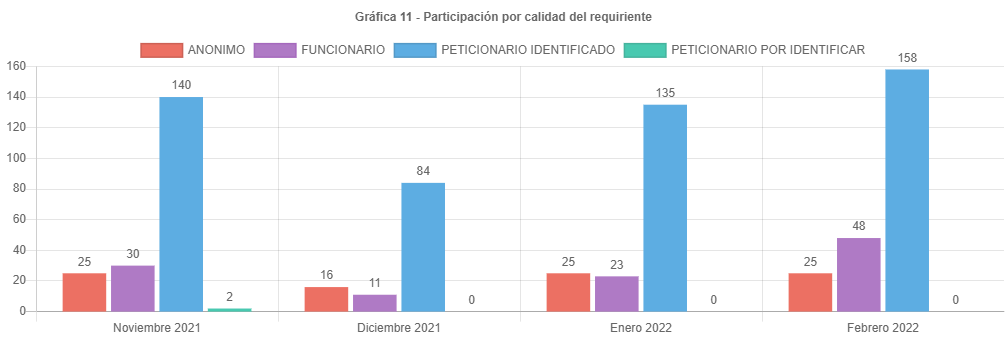 Gráfica 11 - Participación por calidad del requiriente
ANONIMO FUNCIONARIO PETICIONARIO IDENTIFICADO PETICIONARIO POR IDENTIFICAR
160
140
120
100
80
60
40
20
0
25 30 140 2
16 11 84 0
25 23 135 0
25 48 158 0
Noviembre 2021 Diciembre 2021 Enero 2022 Febrero 2022